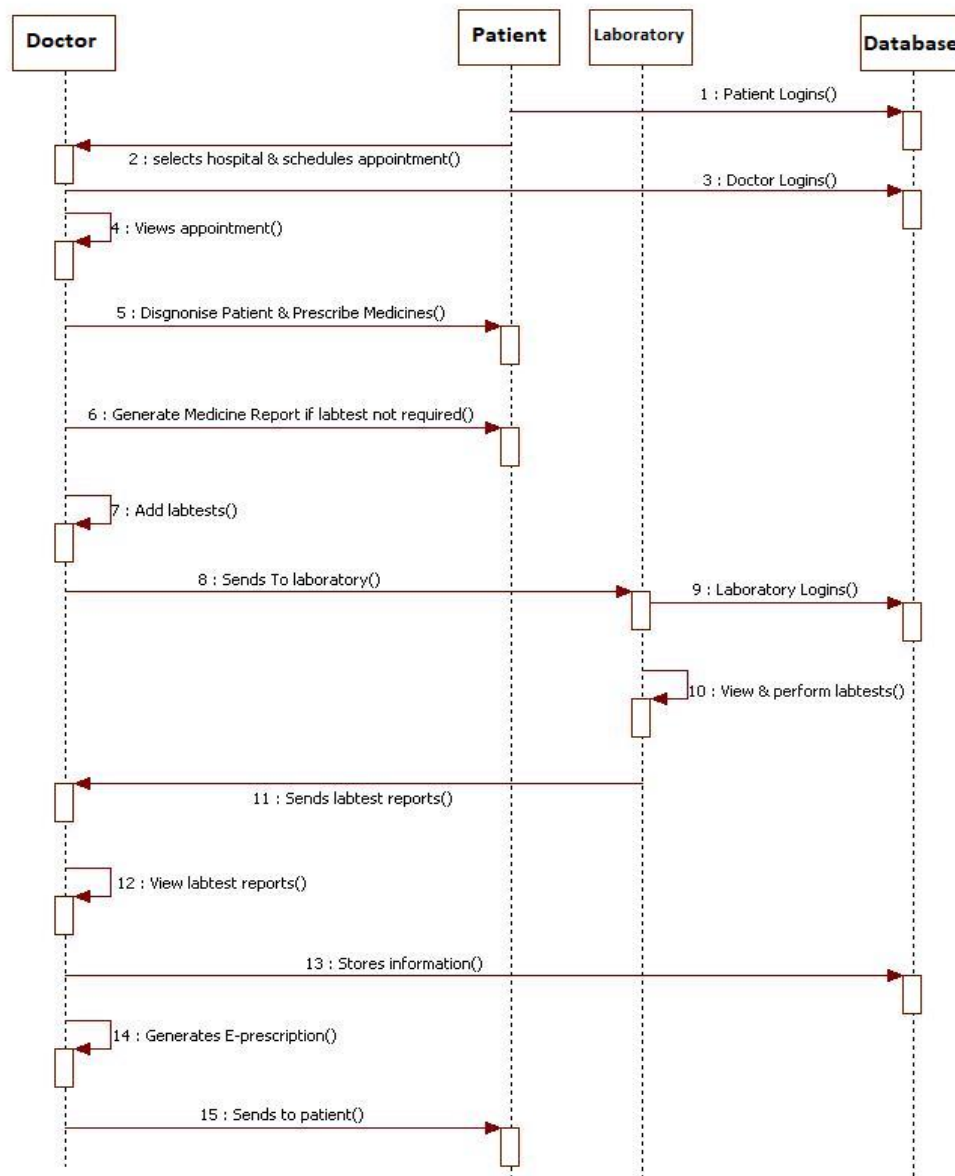 Doctor
Patient
Laboratory
Database
1 : Patient Logins()
2 : selects hospital & schedules appointment()
3 : Doctor Logins()
4 : Views appointment()
5 : Disgnonise Patient & Prescribe Medicines()
6 : Generate Medicine Report if labtest not required()
7 : Add labtests()
8 : Sends To laboratory()
9 : Laboratory Logins()
10 : View & perform labtests()
11 : Sends labtest reports()
12 : View labtest reports()
13 : Stores information()
14 : Generates E-prescription()
15 : Sends to patient()